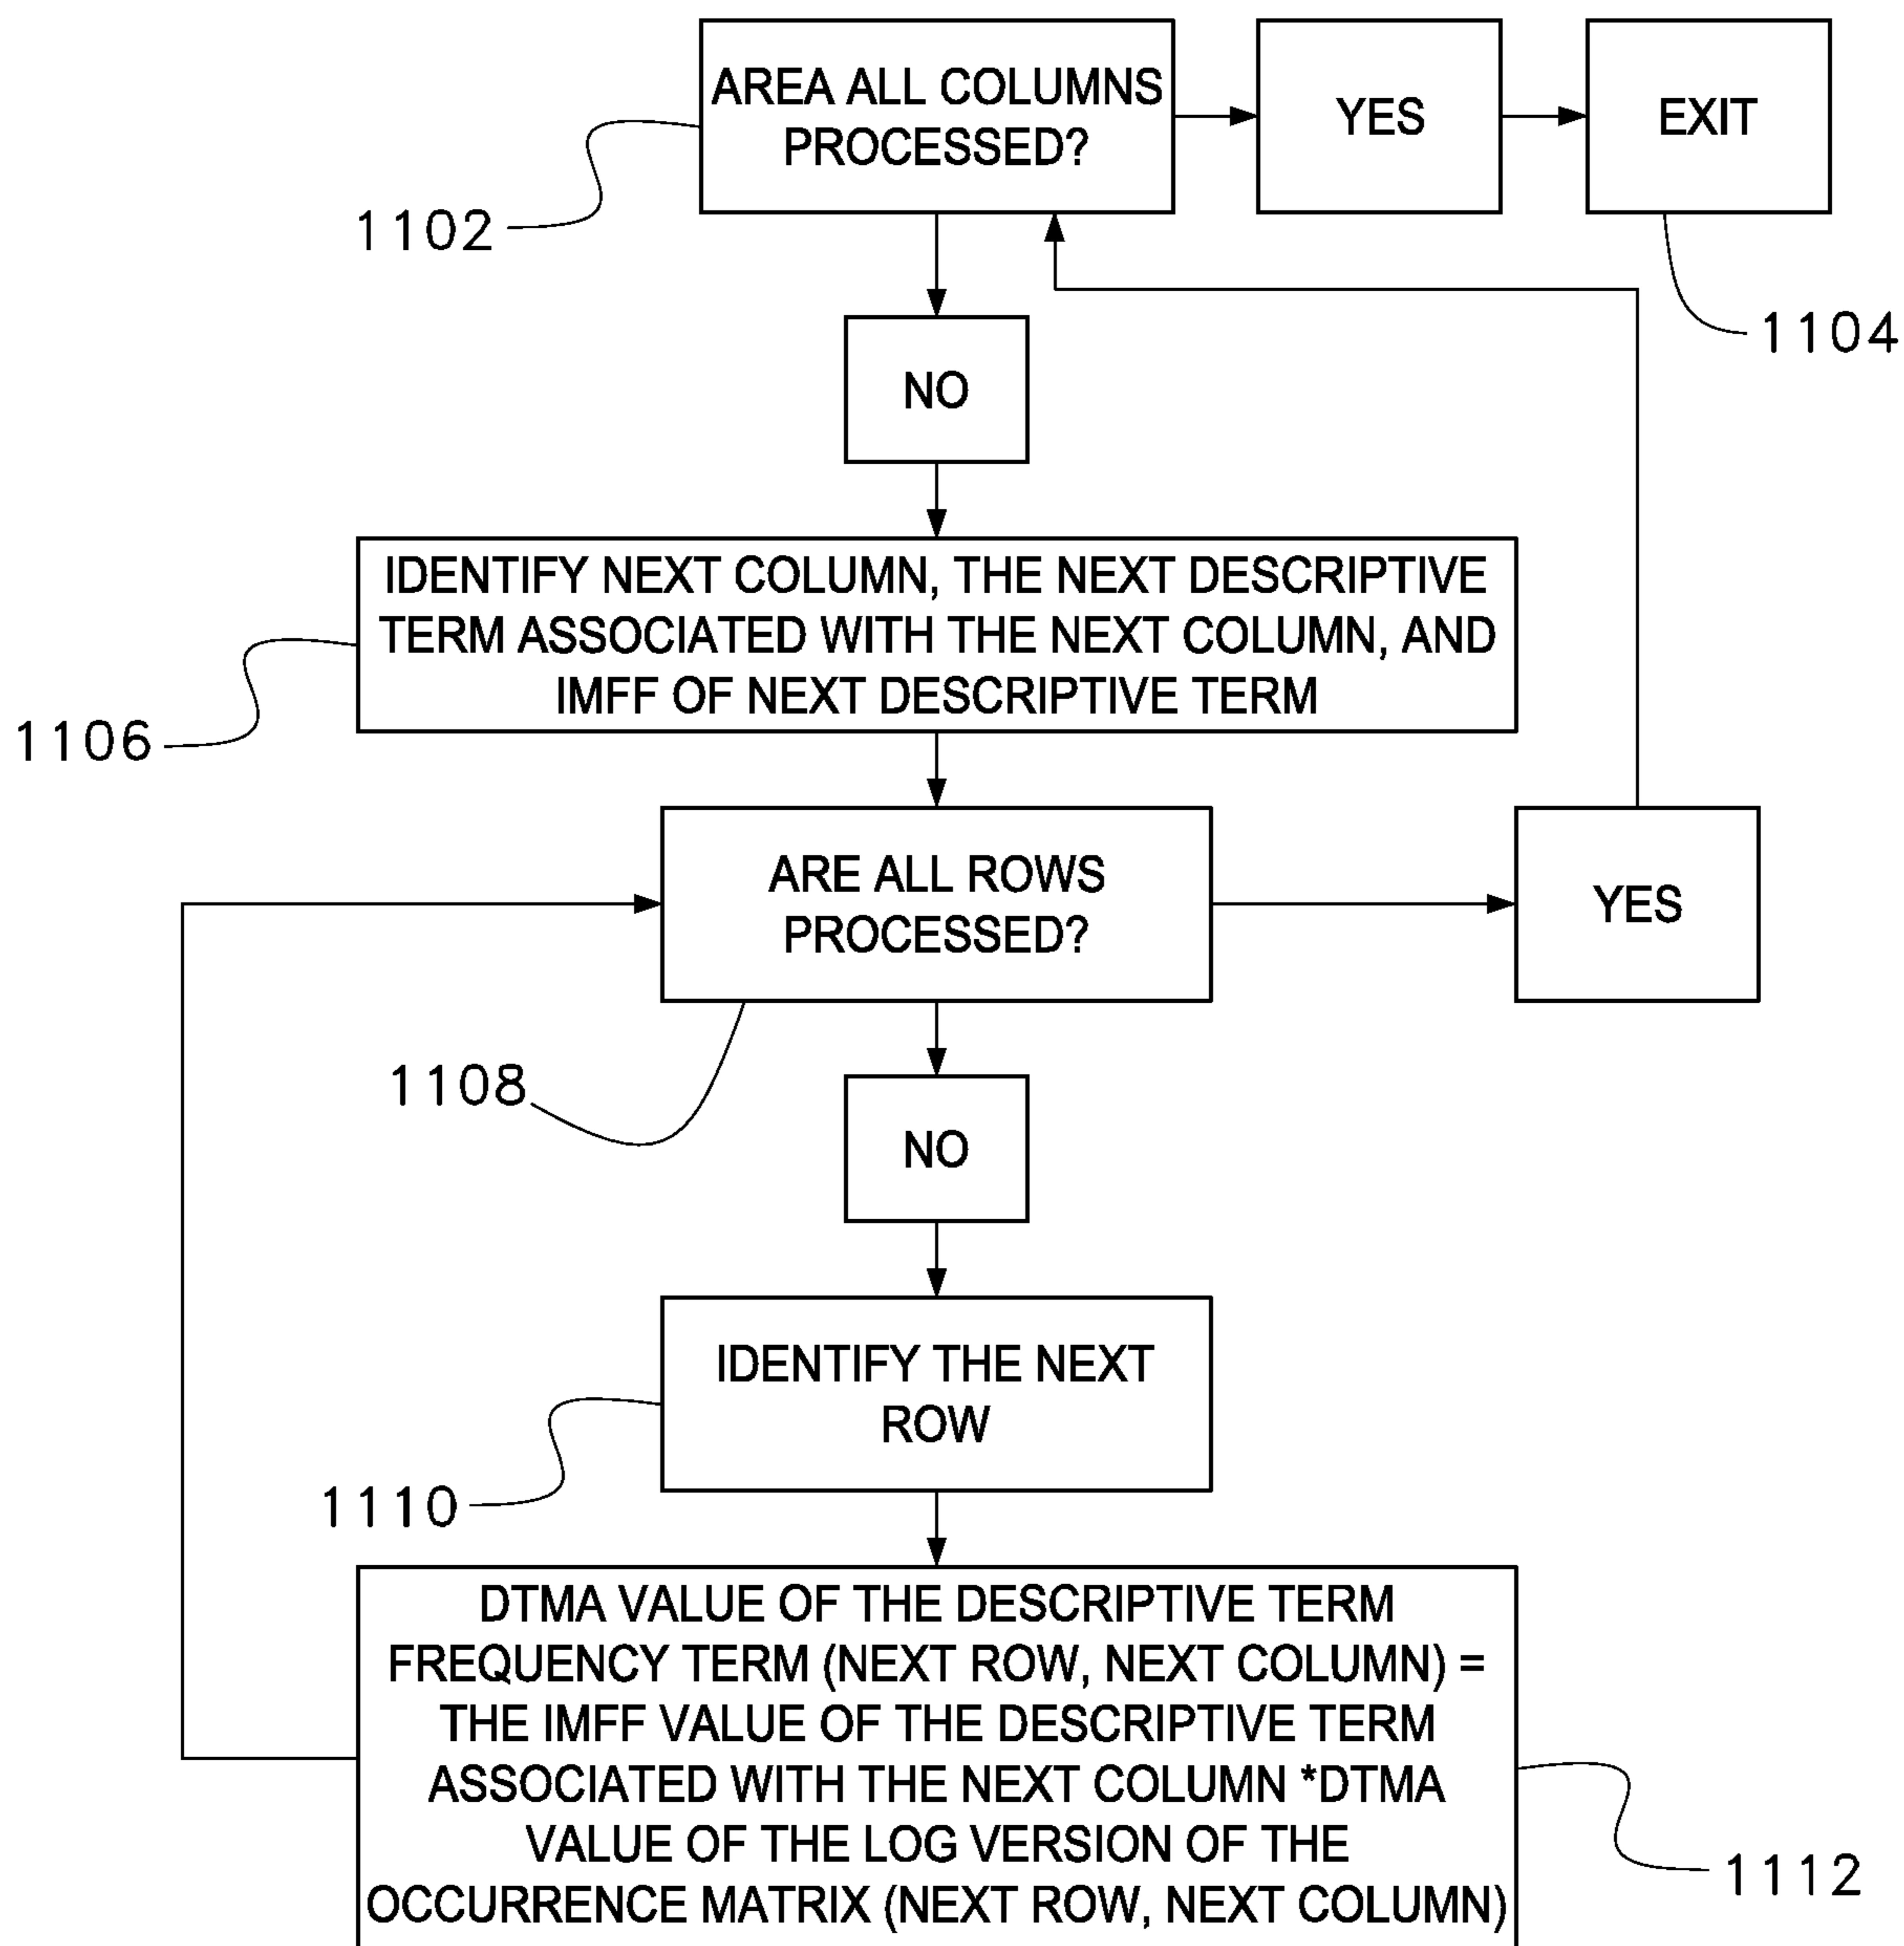 AREA ALL COLUMNS
PROCESSED?
YES
EXIT
1102
1104
NO
IDENTIFY NEXT COLUMN, THE NEXT DESCRIPTIVE
TERM ASSOCIATED WITH THE NEXT COLUMN, AND
IMFF OF NEXT DESCRIPTIVE TERM
1106
ARE ALL ROWS
PROCESSED?
YES
1108
NO
IDENTIFY THE NEXT
ROW
1110
DTMA VALUE OF THE DESCRIPTIVE TERM
FREQUENCY TERM (NEXT ROW, NEXT COLUMN) =
THE IMFF VALUE OF THE DESCRIPTIVE TERM
ASSOCIATED WITH THE NEXT COLUMN *DTMA
VALUE OF THE LOG VERSION OF THE
OCCURRENCE MATRIX (NEXT ROW, NEXT COLUMN)
1112